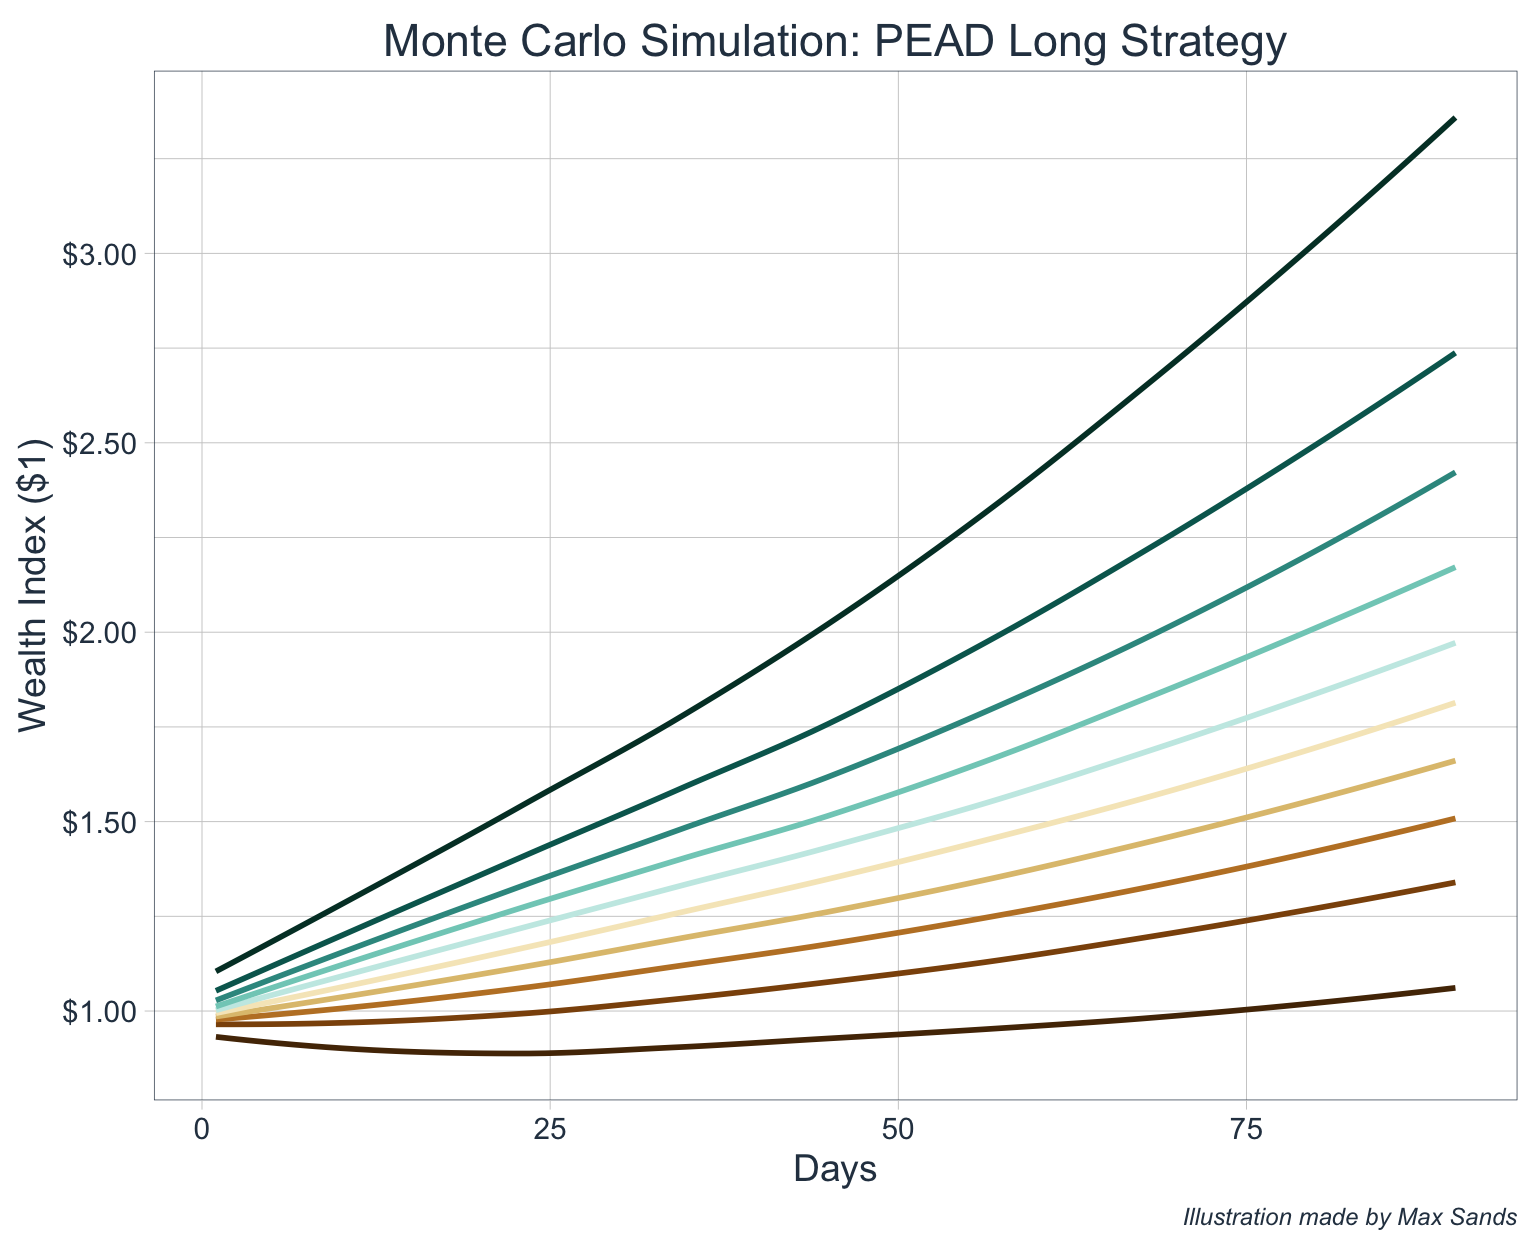 Monte Carlo Simulation: PEAD Long Strategy
Wealth Index ($1)
$3.00
$2.50
$2.00
$1.50
$1.00
0 25 50 75
Days
Illustration made by Max Sands